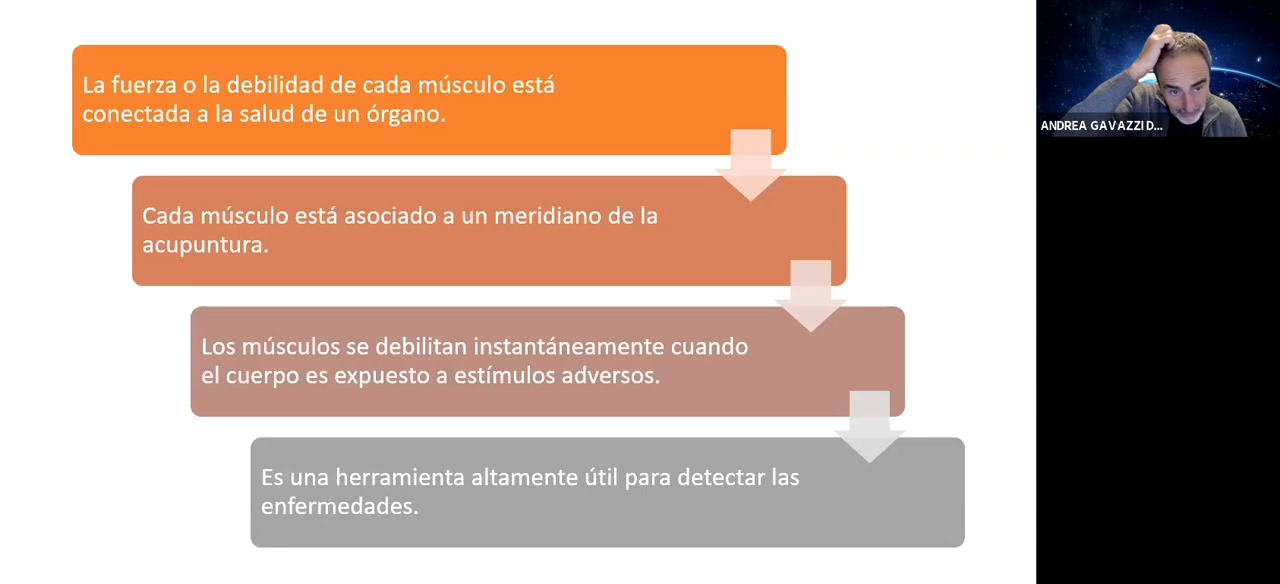 La fuerza o la debilidad de cada músculo está
conectada a la salud de un órgano.
Cada músculo está asociado a un meridiano de la
acupuntura.
Los músculos se debilitan instantáneamente cuando
el cuerpo es expuesto a estímulos adversos.
Es una herramienta altamente útil para detectar las
enfermedades.
ANDREA GAVAZZI D...